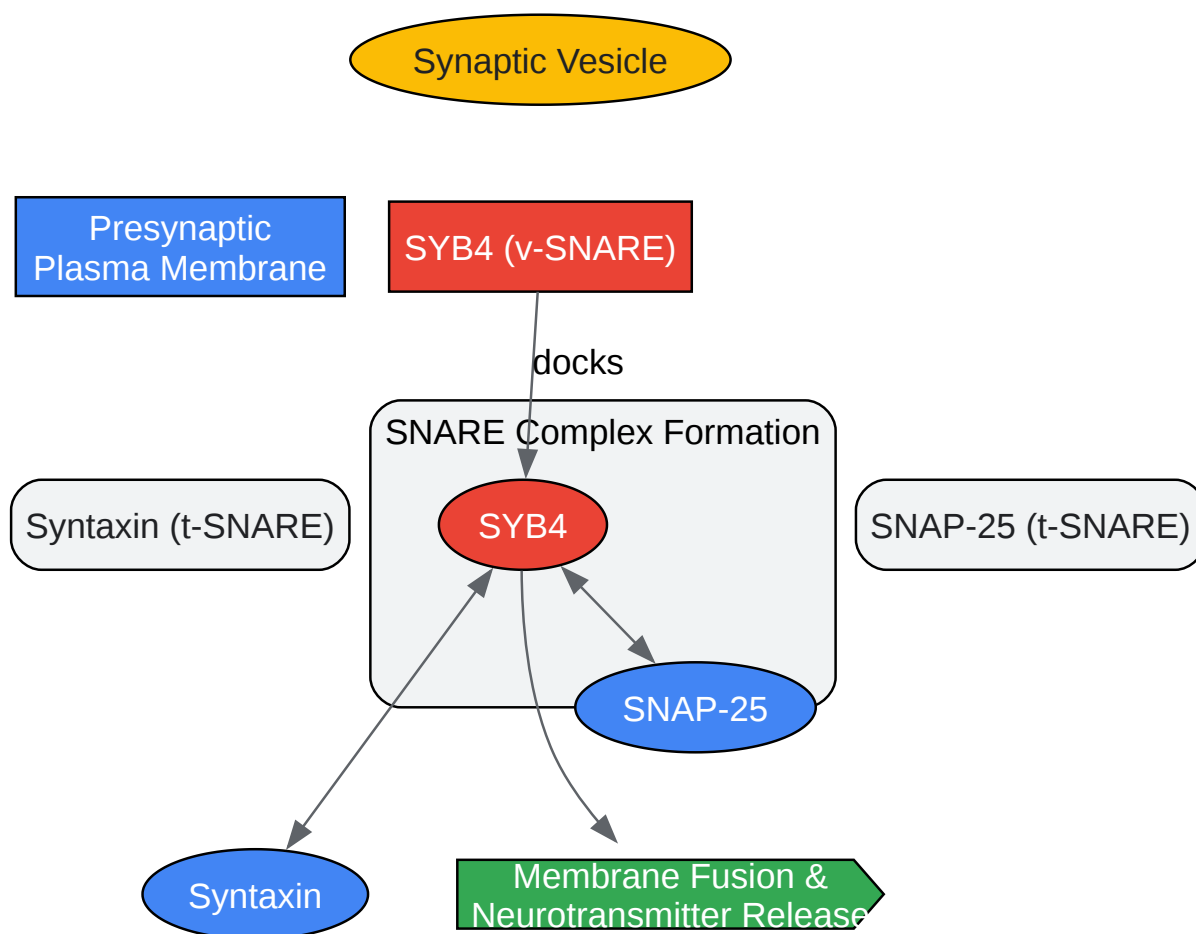 Synaptic Vesicle
Presynaptic
Plasma Membrane
SYB4 (v-SNARE)
docks
SNARE Complex Formation
Syntaxin (t-SNARE)
SYB4
SNAP-25 (t-SNARE)
SNAP-25
Syntaxin
Membrane Fusion &
Neurotransmitter Release